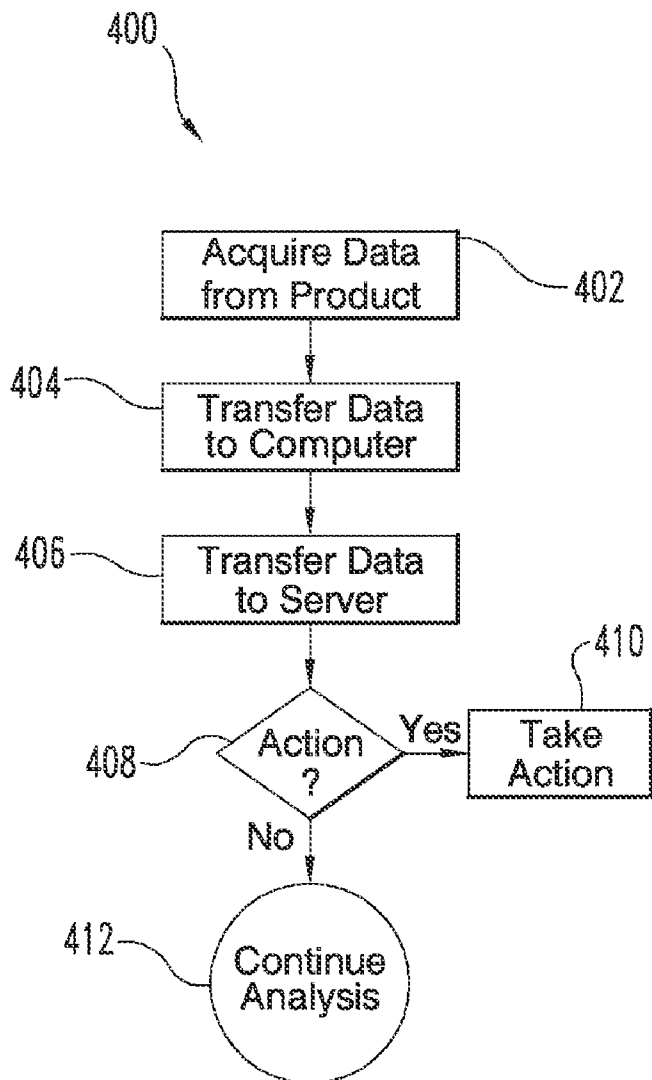 400
Acquire Data
from Product
402
404
Transfer Data
to Computer
406
Transfer Data
to Server
410
408
Action
?
Yes
Take
Action
No
412
Continue
Analysis